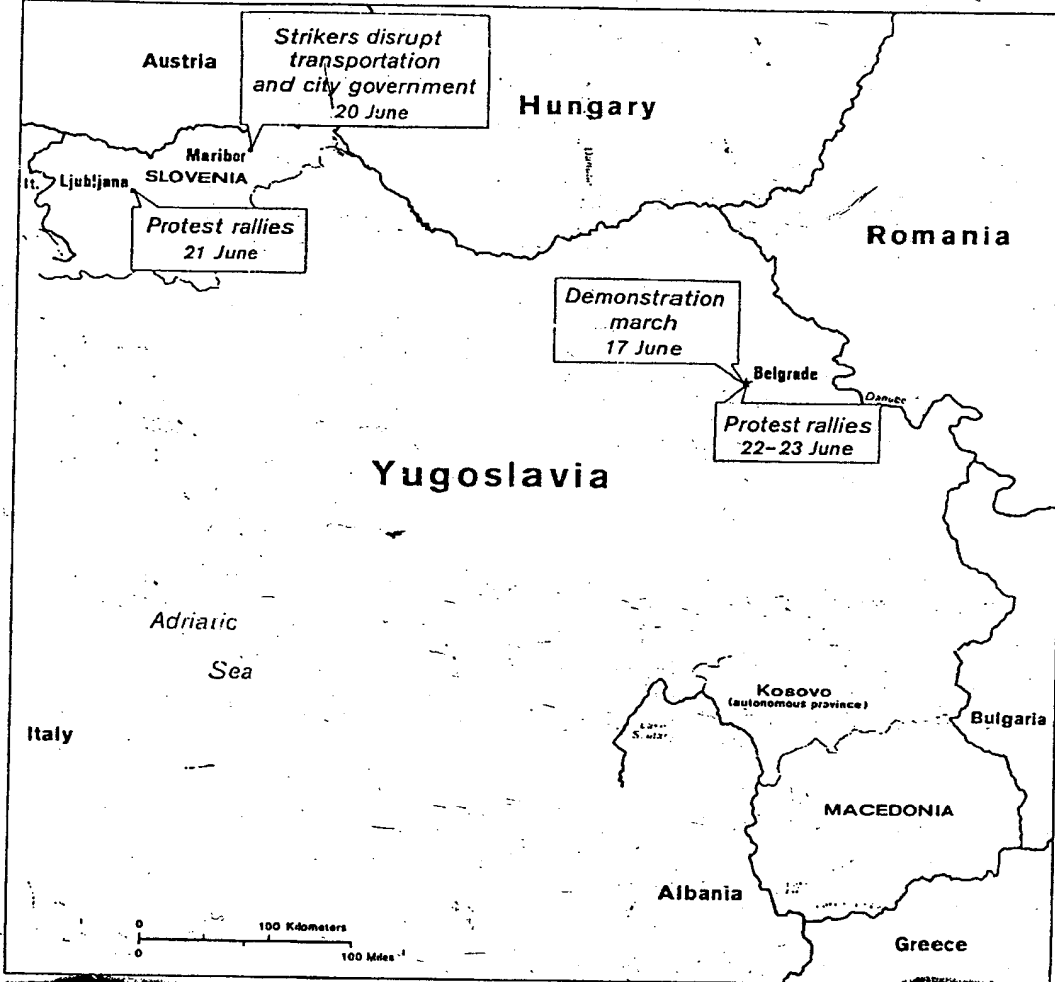 Austria
Strikers disrupt
transportation
and city government
20 June
Hungary
Danube
Maribor
SLOVENIA
It.
Ljubljana
Protest rallies
21 June
Romania
Demonstration
march
17 June
Belgrade
Danube
Protest rallies
22-23 June
Yugoslavia
Adriatic
Sea
Italy
KOSOVO
(autonomous province)
Bulgaria
MACEDONIA
Albania
Greece
0 100 Kilometers
0 100 Miles